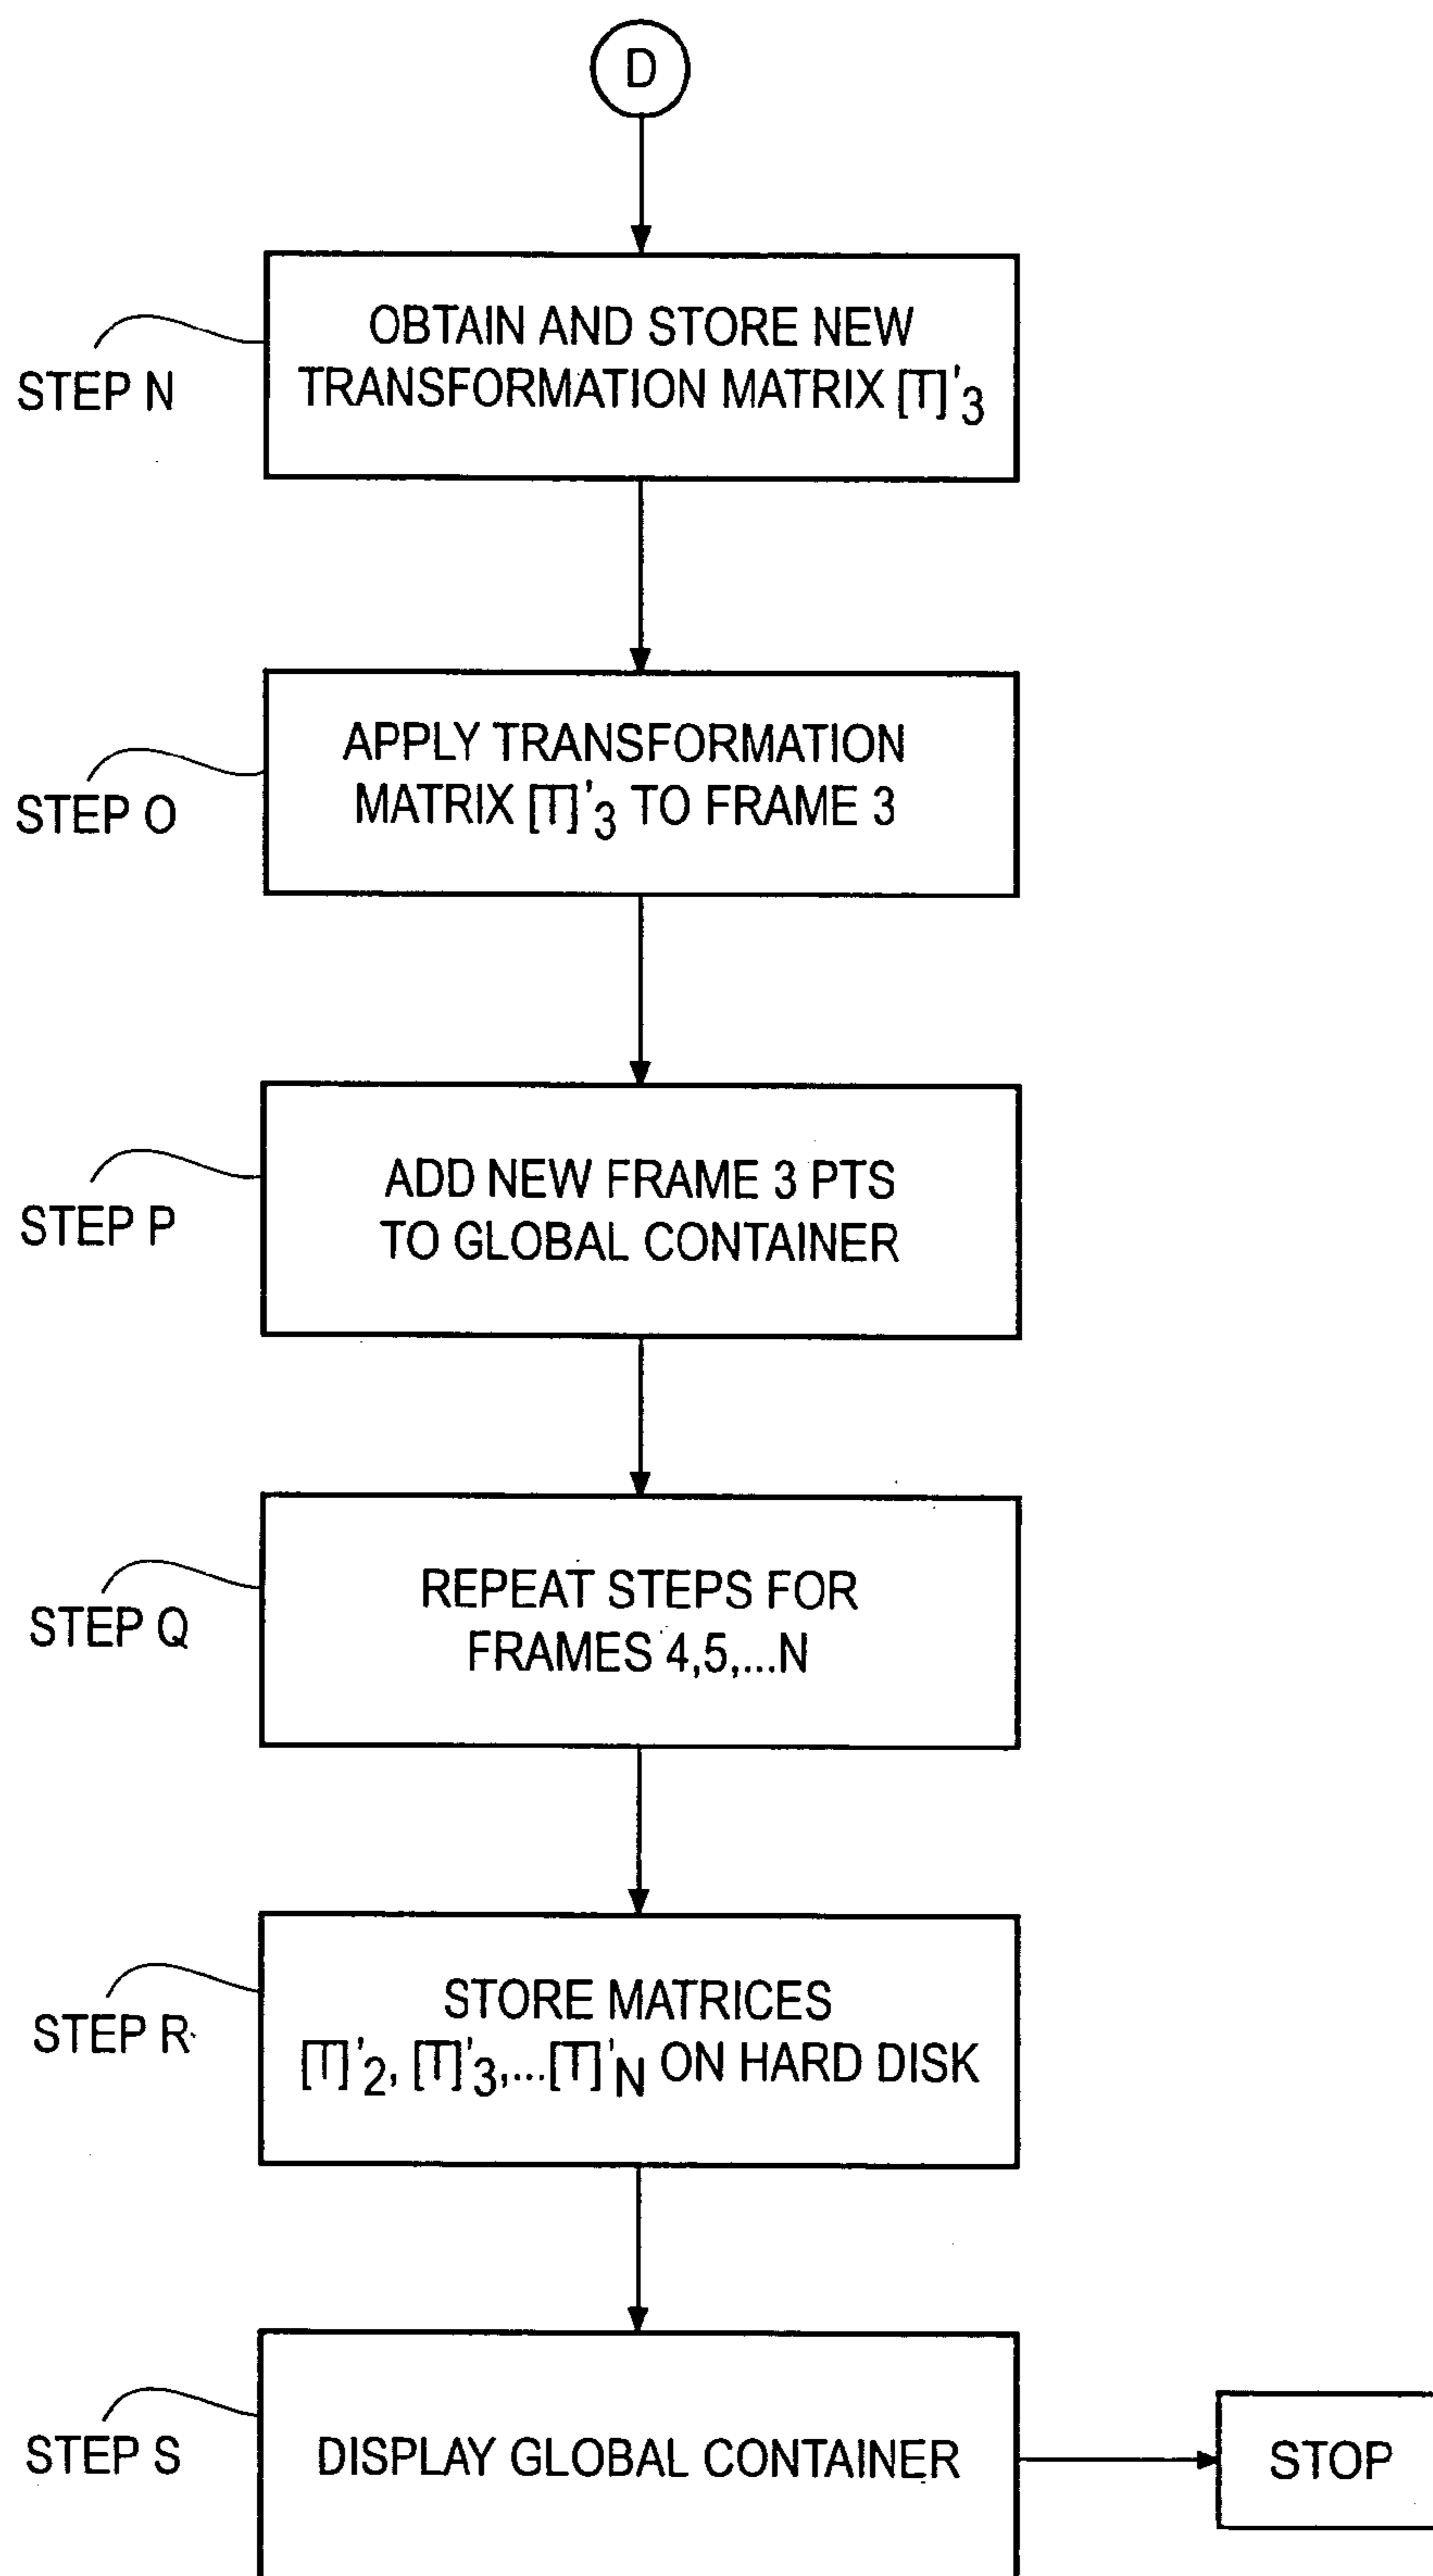 D
OBTAIN AND STORE NEW
TRANSFORMATION MATRIX [T]'3
STEP N
APPLY TRANSFORMATION
MATRIX [T]'3 TO FRAME 3
STEP O
ADD NEW FRAME 3 PTS
TO GLOBAL CONTAINER
STEP P
REPEAT STEPS FOR
FRAMES 4,5,...N
STEP Q
STORE MATRICES
[T]'2, [T]'3,...[T]'N ON HARD DISK
STEP R
DISPLAY GLOBAL CONTAINER
STEP S
STOP